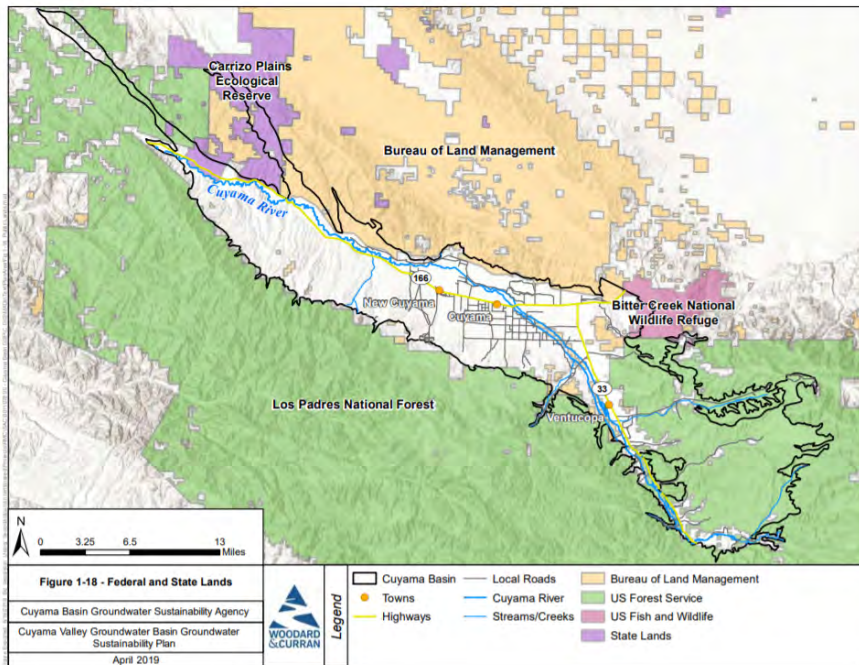 Carrizo Plains
Ecological
Reserve
Bureau of Land Management
Cuyama River
166
New Cuyama
Cuyama
Bitter Creek National
Wildlife Refuge
33
Los Padres National Forest
Ventucopa
N
0 3.25 6.5 13
Miles
Figure 1-18 - Federal and State Lands
Cuyama Basin Groundwater Sustainability Agency
Cuyama Valley Groundwater Basin Groundwater
Sustainability Plan
April 2019
WOODARD
&CURRAN
Legend
Cuyama Basin
Towns
Highways
Local Roads
Cuyama River
Streams/Creeks
Bureau of Land Management
US Forest Service
US Fish and Wildlife
State Lands